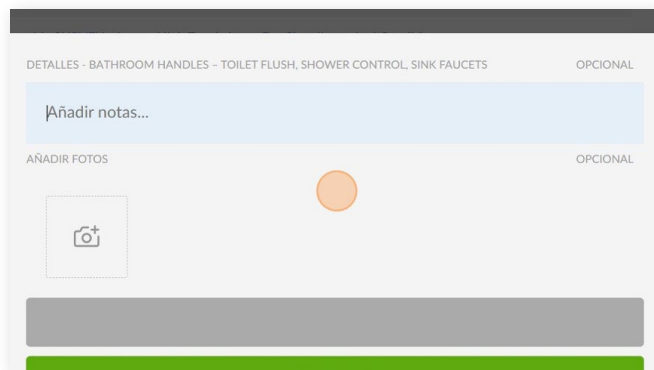 DETALLES - BATHROOM HANDLES – TOILET FLUSH, SHOWER CONTROL, SINK FAUCETS OPCIONAL
Añadir notas...
AÑADIR FOTOS OPCIONAL